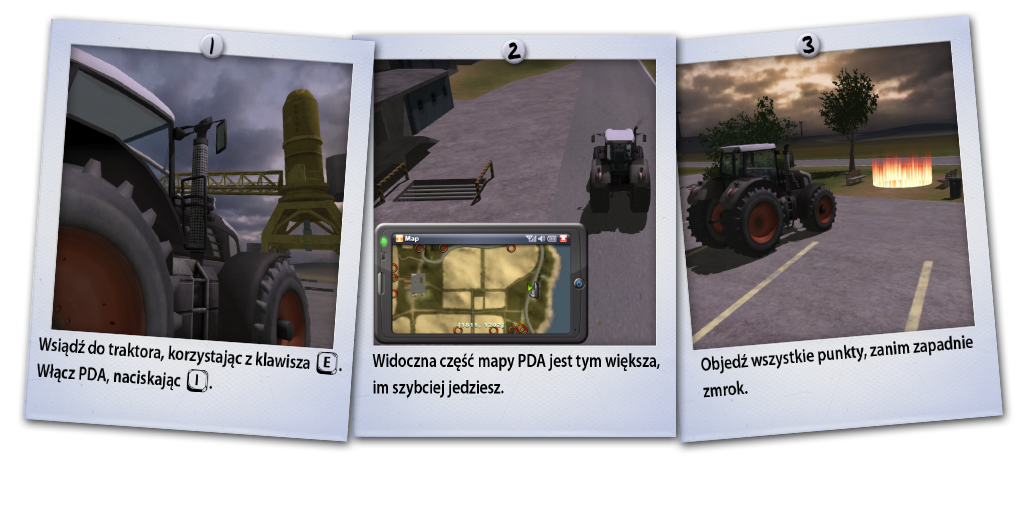 1
Wsiądź do traktora, korzystając z klawisza E.
Włącz PDA, naciskając I.
2
Map
Widoczna część mapy PDA jest tym większa,
im szybciej jedziesz.
3
Objedź wszystkie punkty, zanim zapadnie
zmrok.